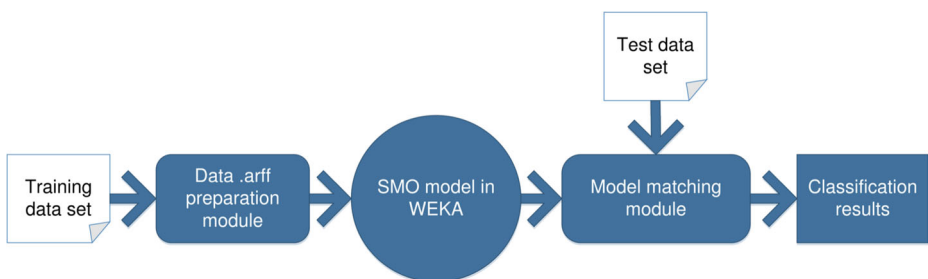 Test data
set
Training
data set
Data .arff
preparation
module
SMO model in
WEKA
Model matching
module
Classification
results